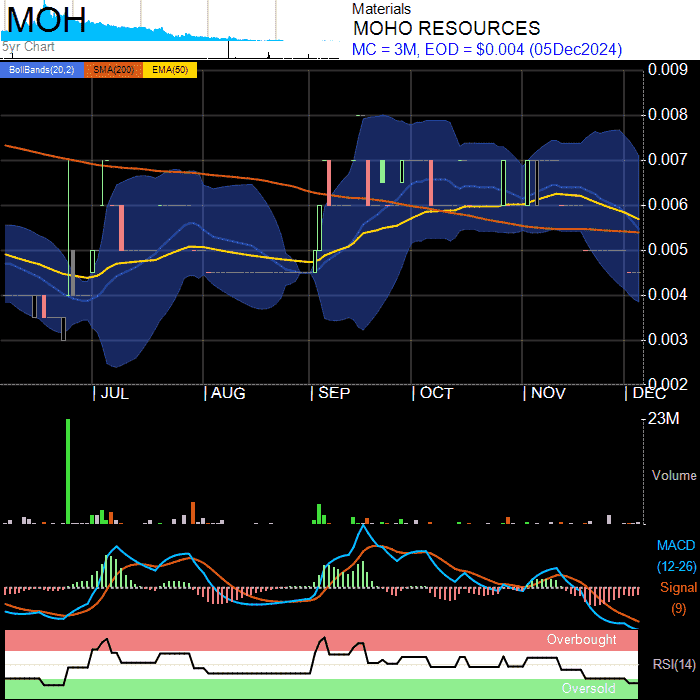 MOH
5yr Chart
Materials
MOHO RESOURCES
MC = 3M, EOD = $0.004 (05Dec2024)
BollBands(20,2) SMA(200) EMA(50)
0.009
0.008
0.007
0.006
0.005
0.004
0.003
0.002
JUL AUG SEP OCT NOV DEC
23M
Volume
MACD
(12-26)
Signal
(9)
Overbought
RSI(14)
Oversold